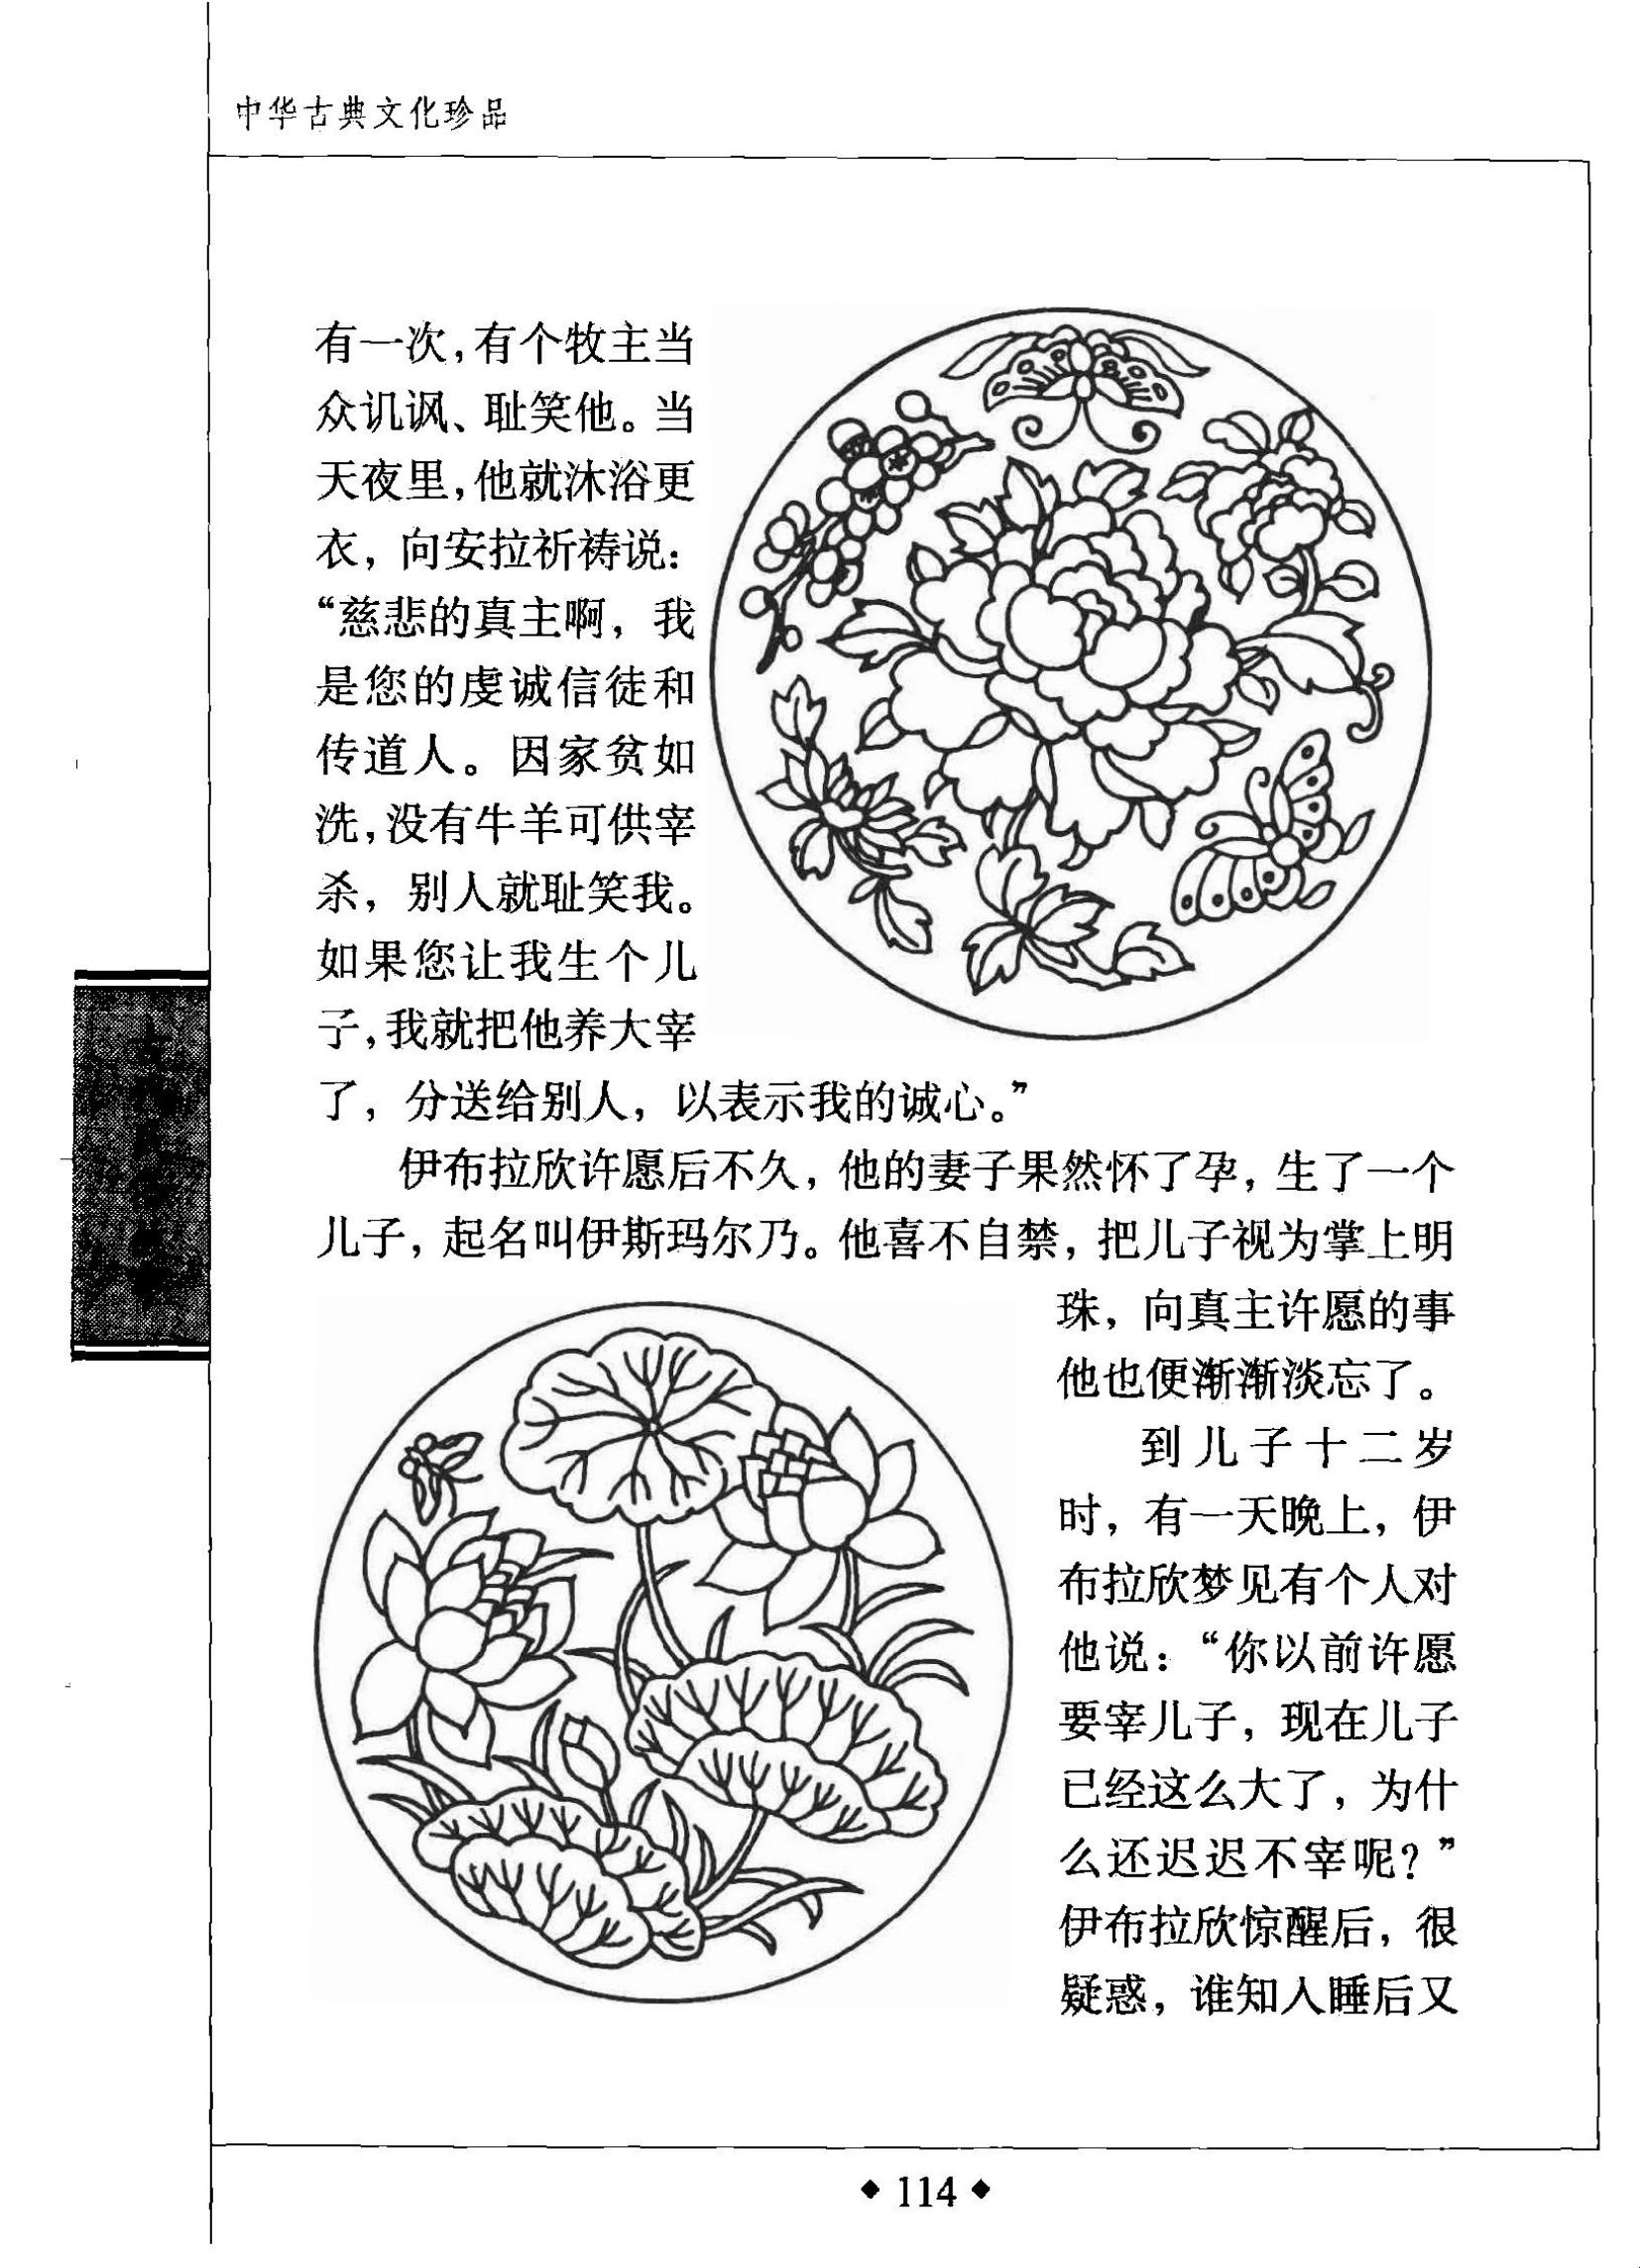 中华古典文化珍品
有一次，有个牧主当
众讥讽、耻笑他。当
天夜里，他就沐浴更
衣，向安拉祈祷说：
“慈悲的真主啊，我
是您的虔诚信徒和
传道人。因家贫如
洗，没有牛羊可供宰
杀，别人就耻笑我。
如果您让我生个儿
子，我就把他养大宰
了，分送给别人，以表示我的诚心。”
伊布拉欣许愿后不久，他的妻子果然怀了孕，生了一个
儿子，起名叫伊斯玛尔乃。他喜不自禁，把儿子视为掌上明
珠，向真主许愿的事
他也便渐渐淡忘了。
到儿子十二岁
时，有一天晚上，伊
布拉欣梦见有个人对
他说：“你以前许愿
要宰儿子，现在儿子
已经这么大了，为什
么还迟迟不宰呢？”
伊布拉欣惊醒后，很
疑惑，谁知入睡后又
◆ 114 ◆